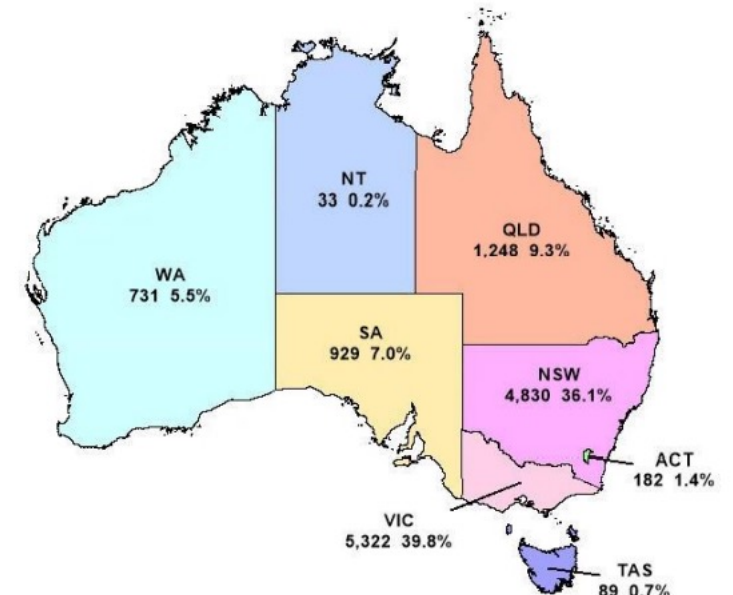 NT
33 0.2%
QLD
1,248 9.3%
WA
731 5.5%
SA
929 7.0%
NSW
4,830 36.1%
ACT
182 1.4%
VIC
5,322 39.8%
TAS
89 0.7%